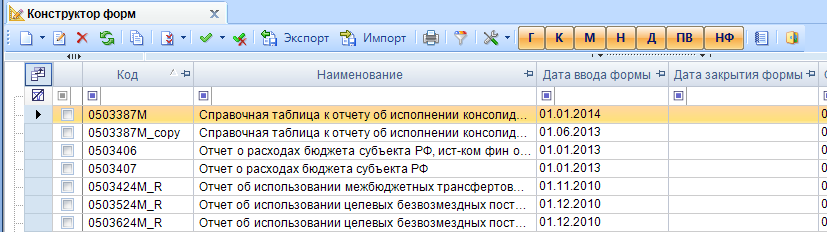 Конструктор форм
Экспорт Импорт Г К М Н Д ПВ НФ
Код Наименование Дата ввода формы Дата закрытия формы
0503387M Справочная таблица к отчету об исполнении консолид... 01.01.2014
0503387M_copy Справочная таблица к отчету об исполнении консолид... 01.06.2013
0503406 Отчет о расходах бюджета субъекта РФ, ист-ком фин о... 01.01.2013
0503407 Отчет о расходах бюджета субъекта РФ 01.01.2013
0503424M_R Отчет об использовании межбюджетных трансфертов... 01.11.2010
0503524M_R Отчет об использовании целевых безвозмездных пост... 01.12.2010
0503624M_R Отчет об использовании целевых безвозмездных пост... 01.12.2010